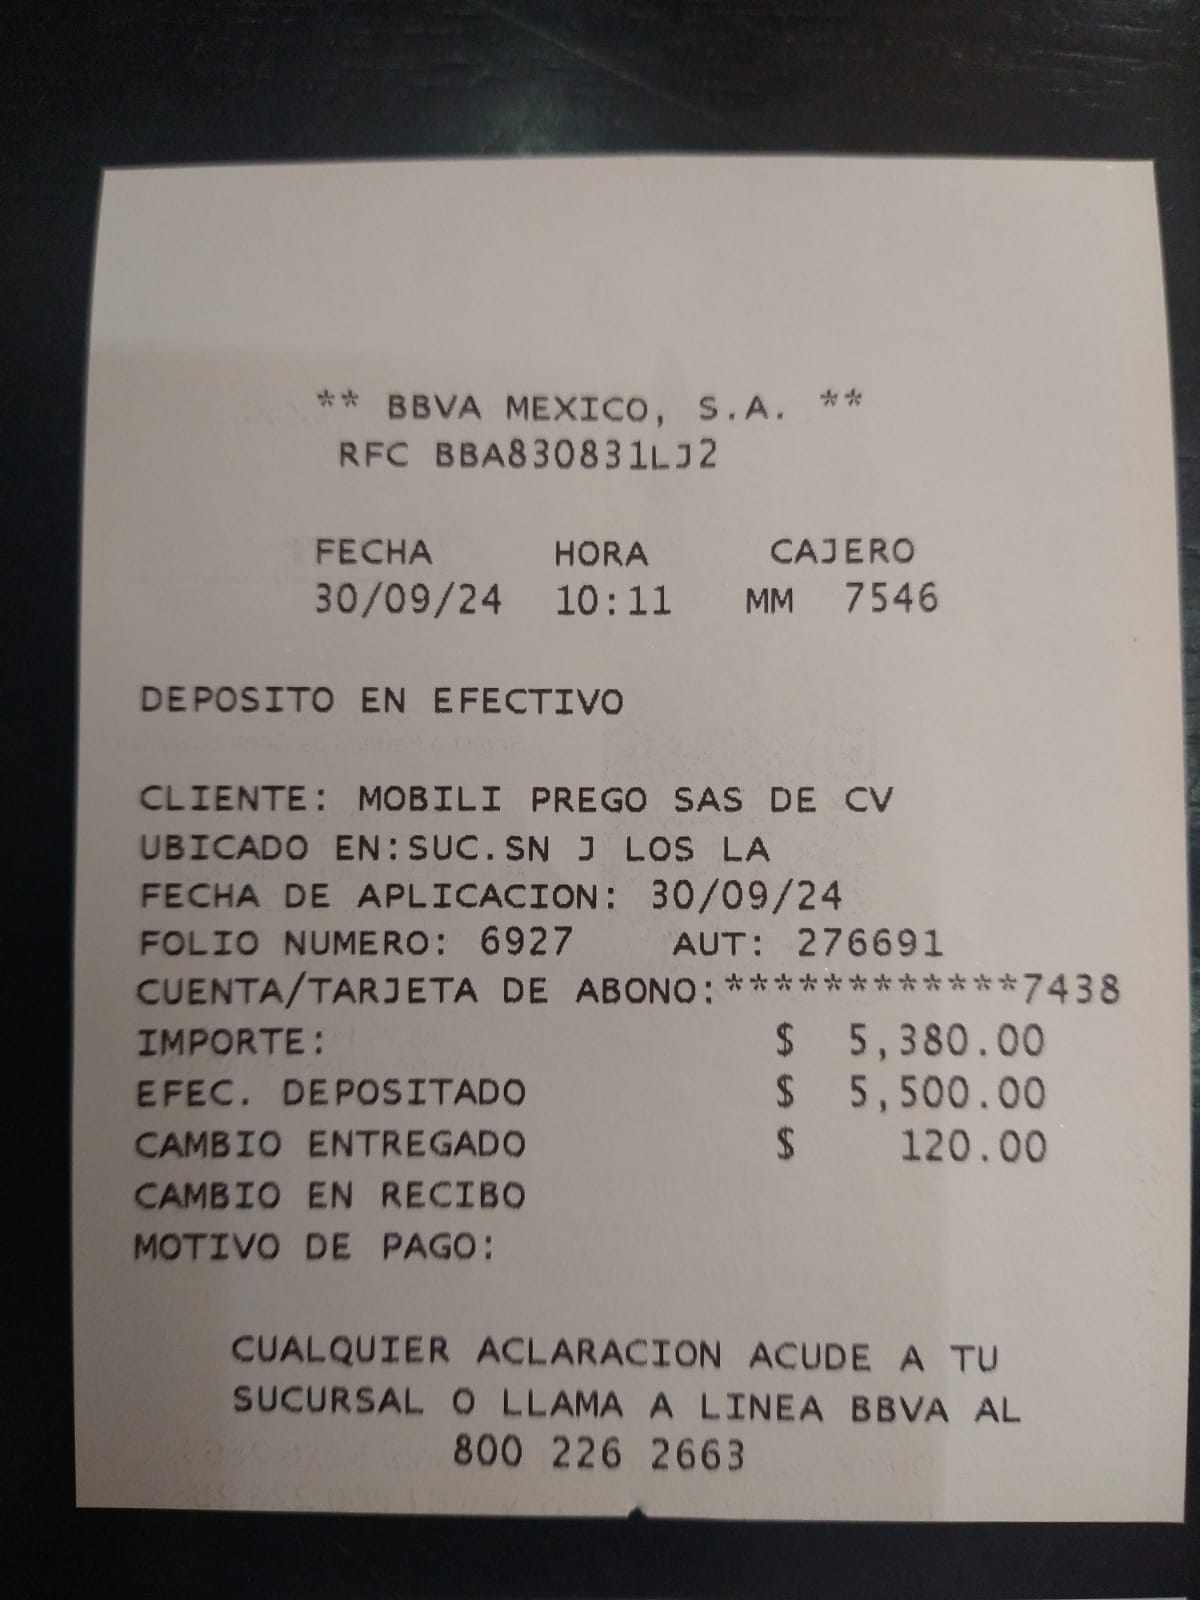 ** BBVA MEXICO, S.A. **
RFC BBA830831LJ2
FECHA HORA CAJERO
30/09/24 10:11 MM 7546
DEPOSITO EN EFECTIVO
CLIENTE: MOBILI PREGO SAS DE CV
UBICADO EN:SUC.SN J LOS LA
FECHA DE APLICACION: 30/09/24
FOLIO NUMERO: 6927 AUT: 276691
CUENTA/TARJETA DE ABONO:************7438
IMPORTE: $ 5,380.00
EFEC. DEPOSITADO $ 5,500.00
CAMBIO ENTREGADO $ 120.00
CAMBIO EN RECIBO
MOTIVO DE PAGO:
CUALQUIER ACLARACION ACUDE A TU
SUCURSAL O LLAMA A LINEA BBVA AL
800 226 2663